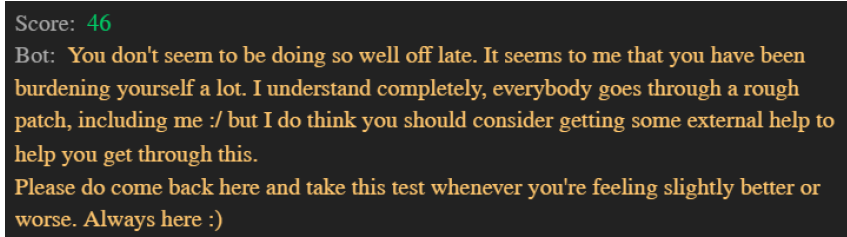 Score: 46
Bot: You don't seem to be doing so well off late. It seems to me that you have been
burdening yourself a lot. I understand completely, everybody goes through a rough
patch, including me :/ but I do think you should consider getting some external help to
help you get through this.
Please do come back here and take this test whenever you're feeling slightly better or
worse. Always here :)